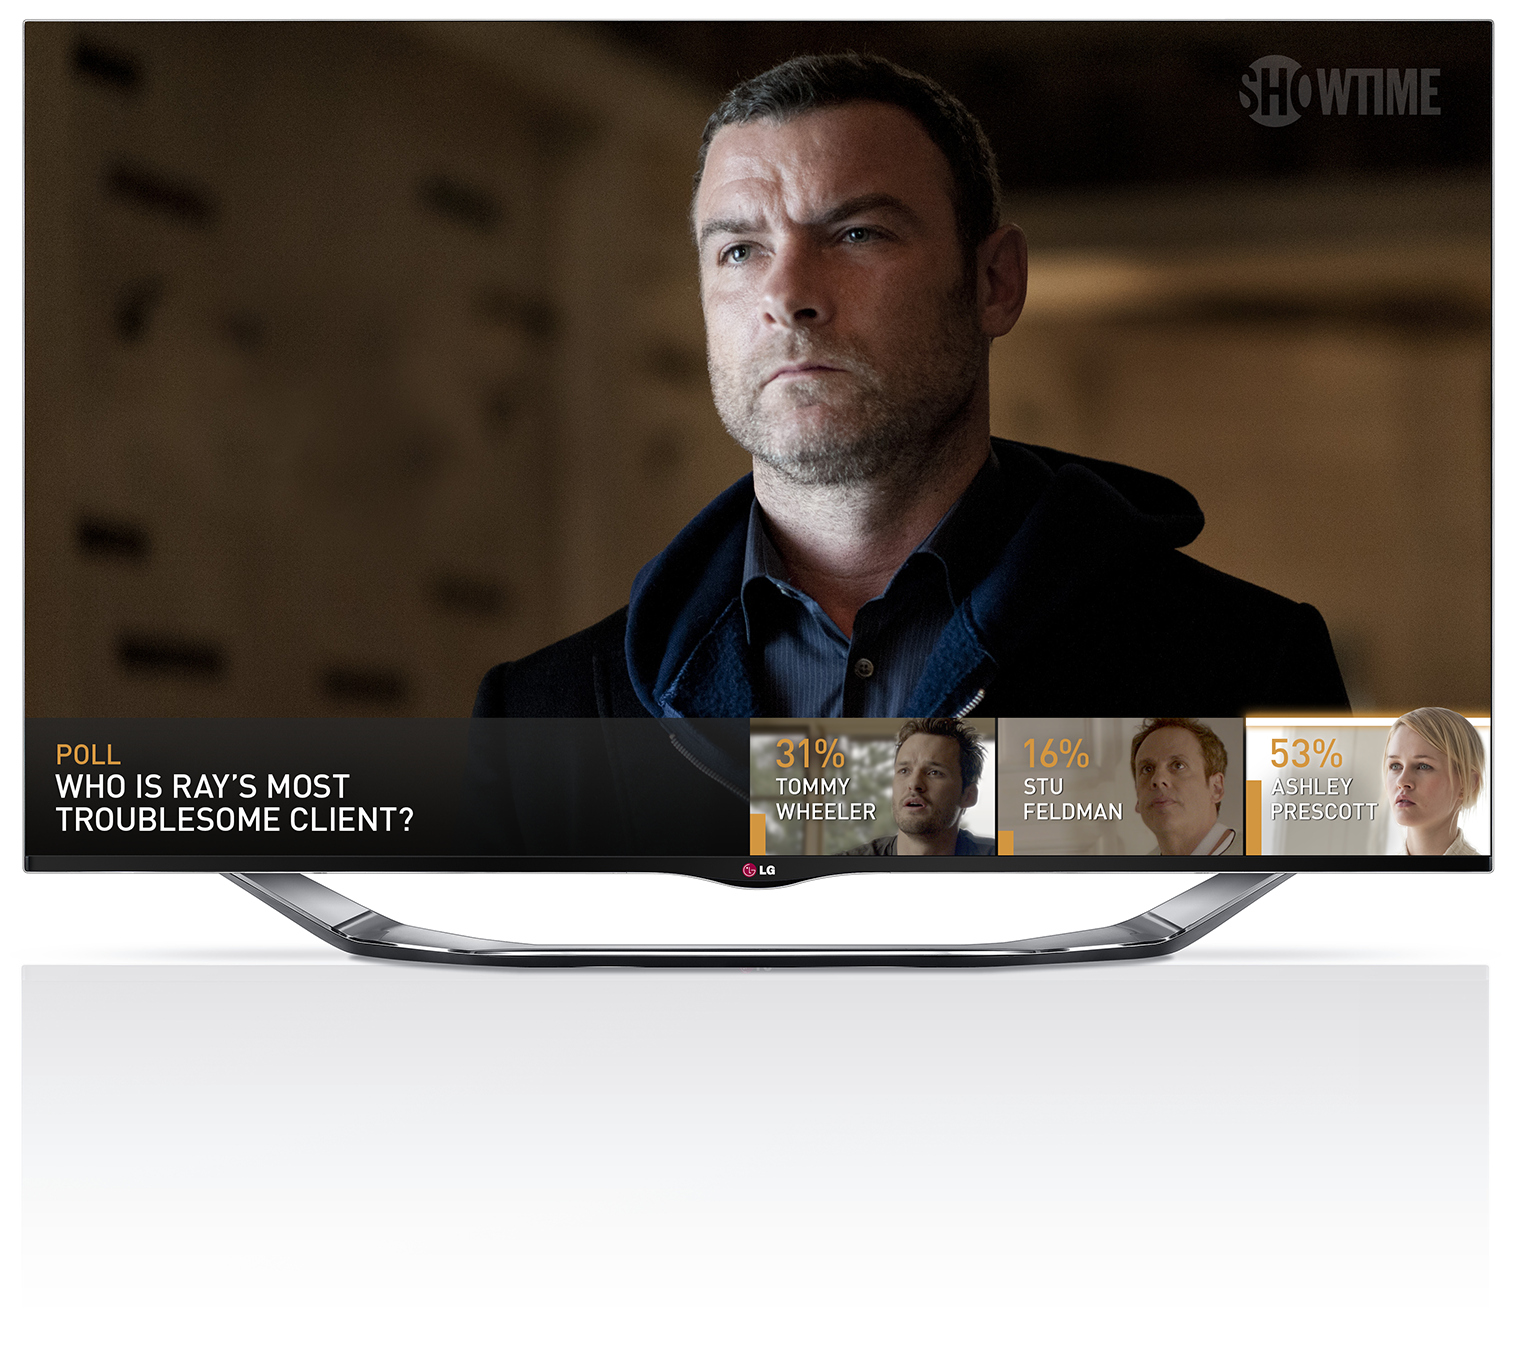 SHOWTIME
POLL
WHO IS RAY'S MOST
TROUBLESOME CLIENT?
31%
TOMMY
WHEELER
16%
STU
FELDMAN
53%
ASHLEY
PRESCOTT
LG